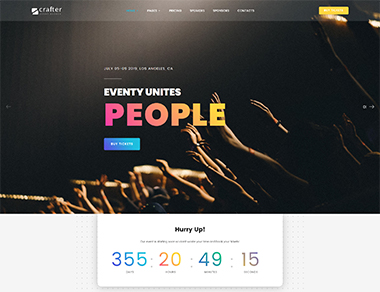 crafter
HOME PAGES PRICING SPEAKERS SPONSORS CONTACTS
BUY TICKETS
JULY 05-08 2019, LOS ANGELES, CA
EVENTY UNITES
PEOPLE
BUY TICKETS
Hurry Up!
355 : 20 : 49 : 15
DAYS HOURS MINUTES SECONDS